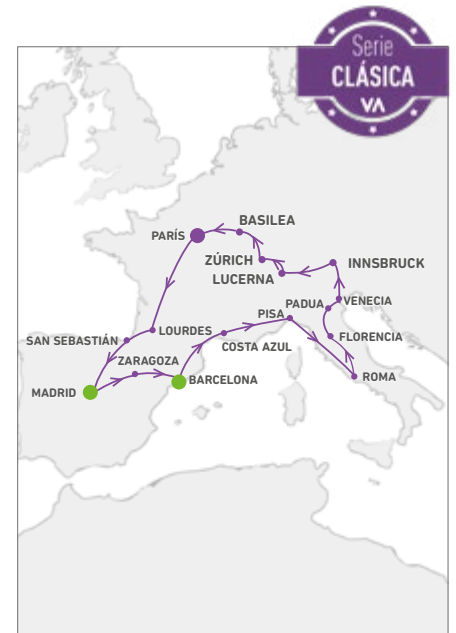 Serie
CLÁSICA
VA
BASILEA
PARÍS
ZÚRICH
INNSBRUCK
LUCERNA
PADUA
VENECIA
PISA
LOURDES
FLORENCIA
SAN SEBASTIÁN
COSTA AZUL
ZARAGOZA
ROMA
BARCELONA
MADRID